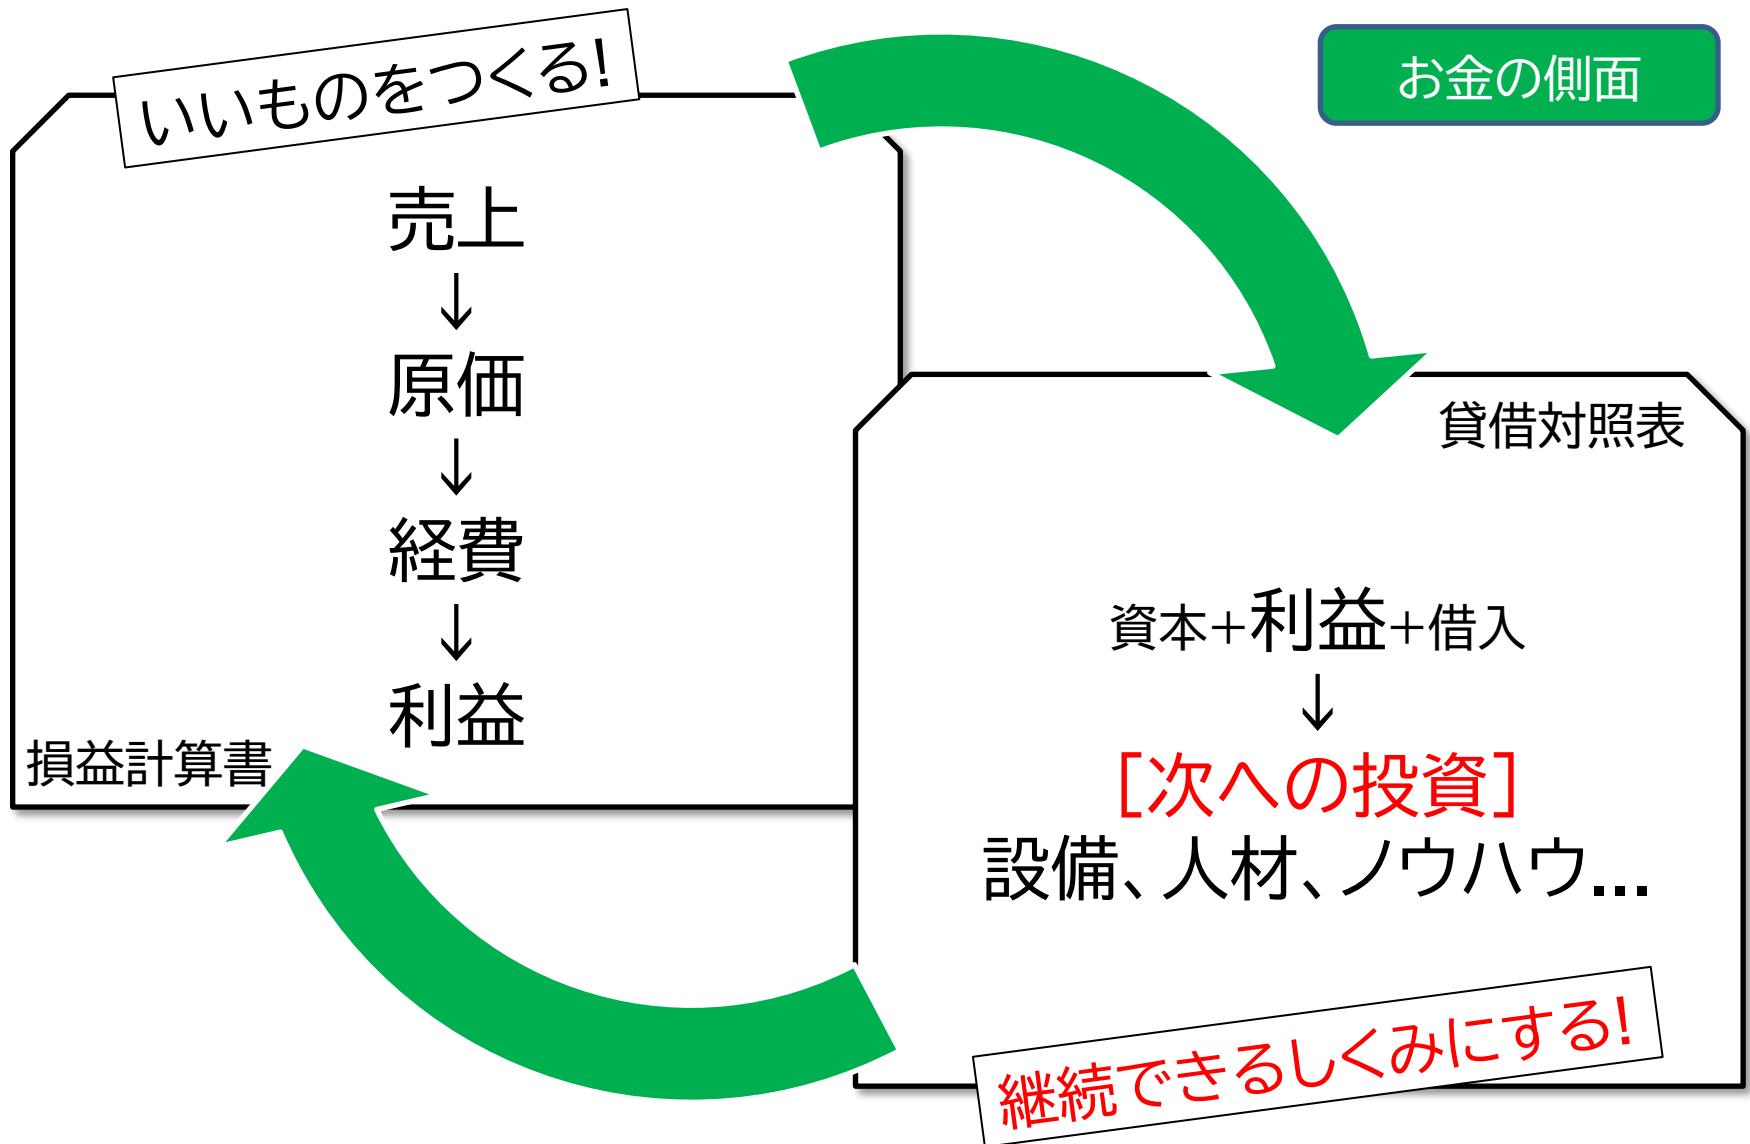 いいものをつくる!
お金の側面
売上
↓
原価
↓
経費
↓
利益
損益計算書
貸借対照表
資本+利益+借入
↓
[次への投資]
設備、人材、ノウハウ…
継続できるしくみにする!